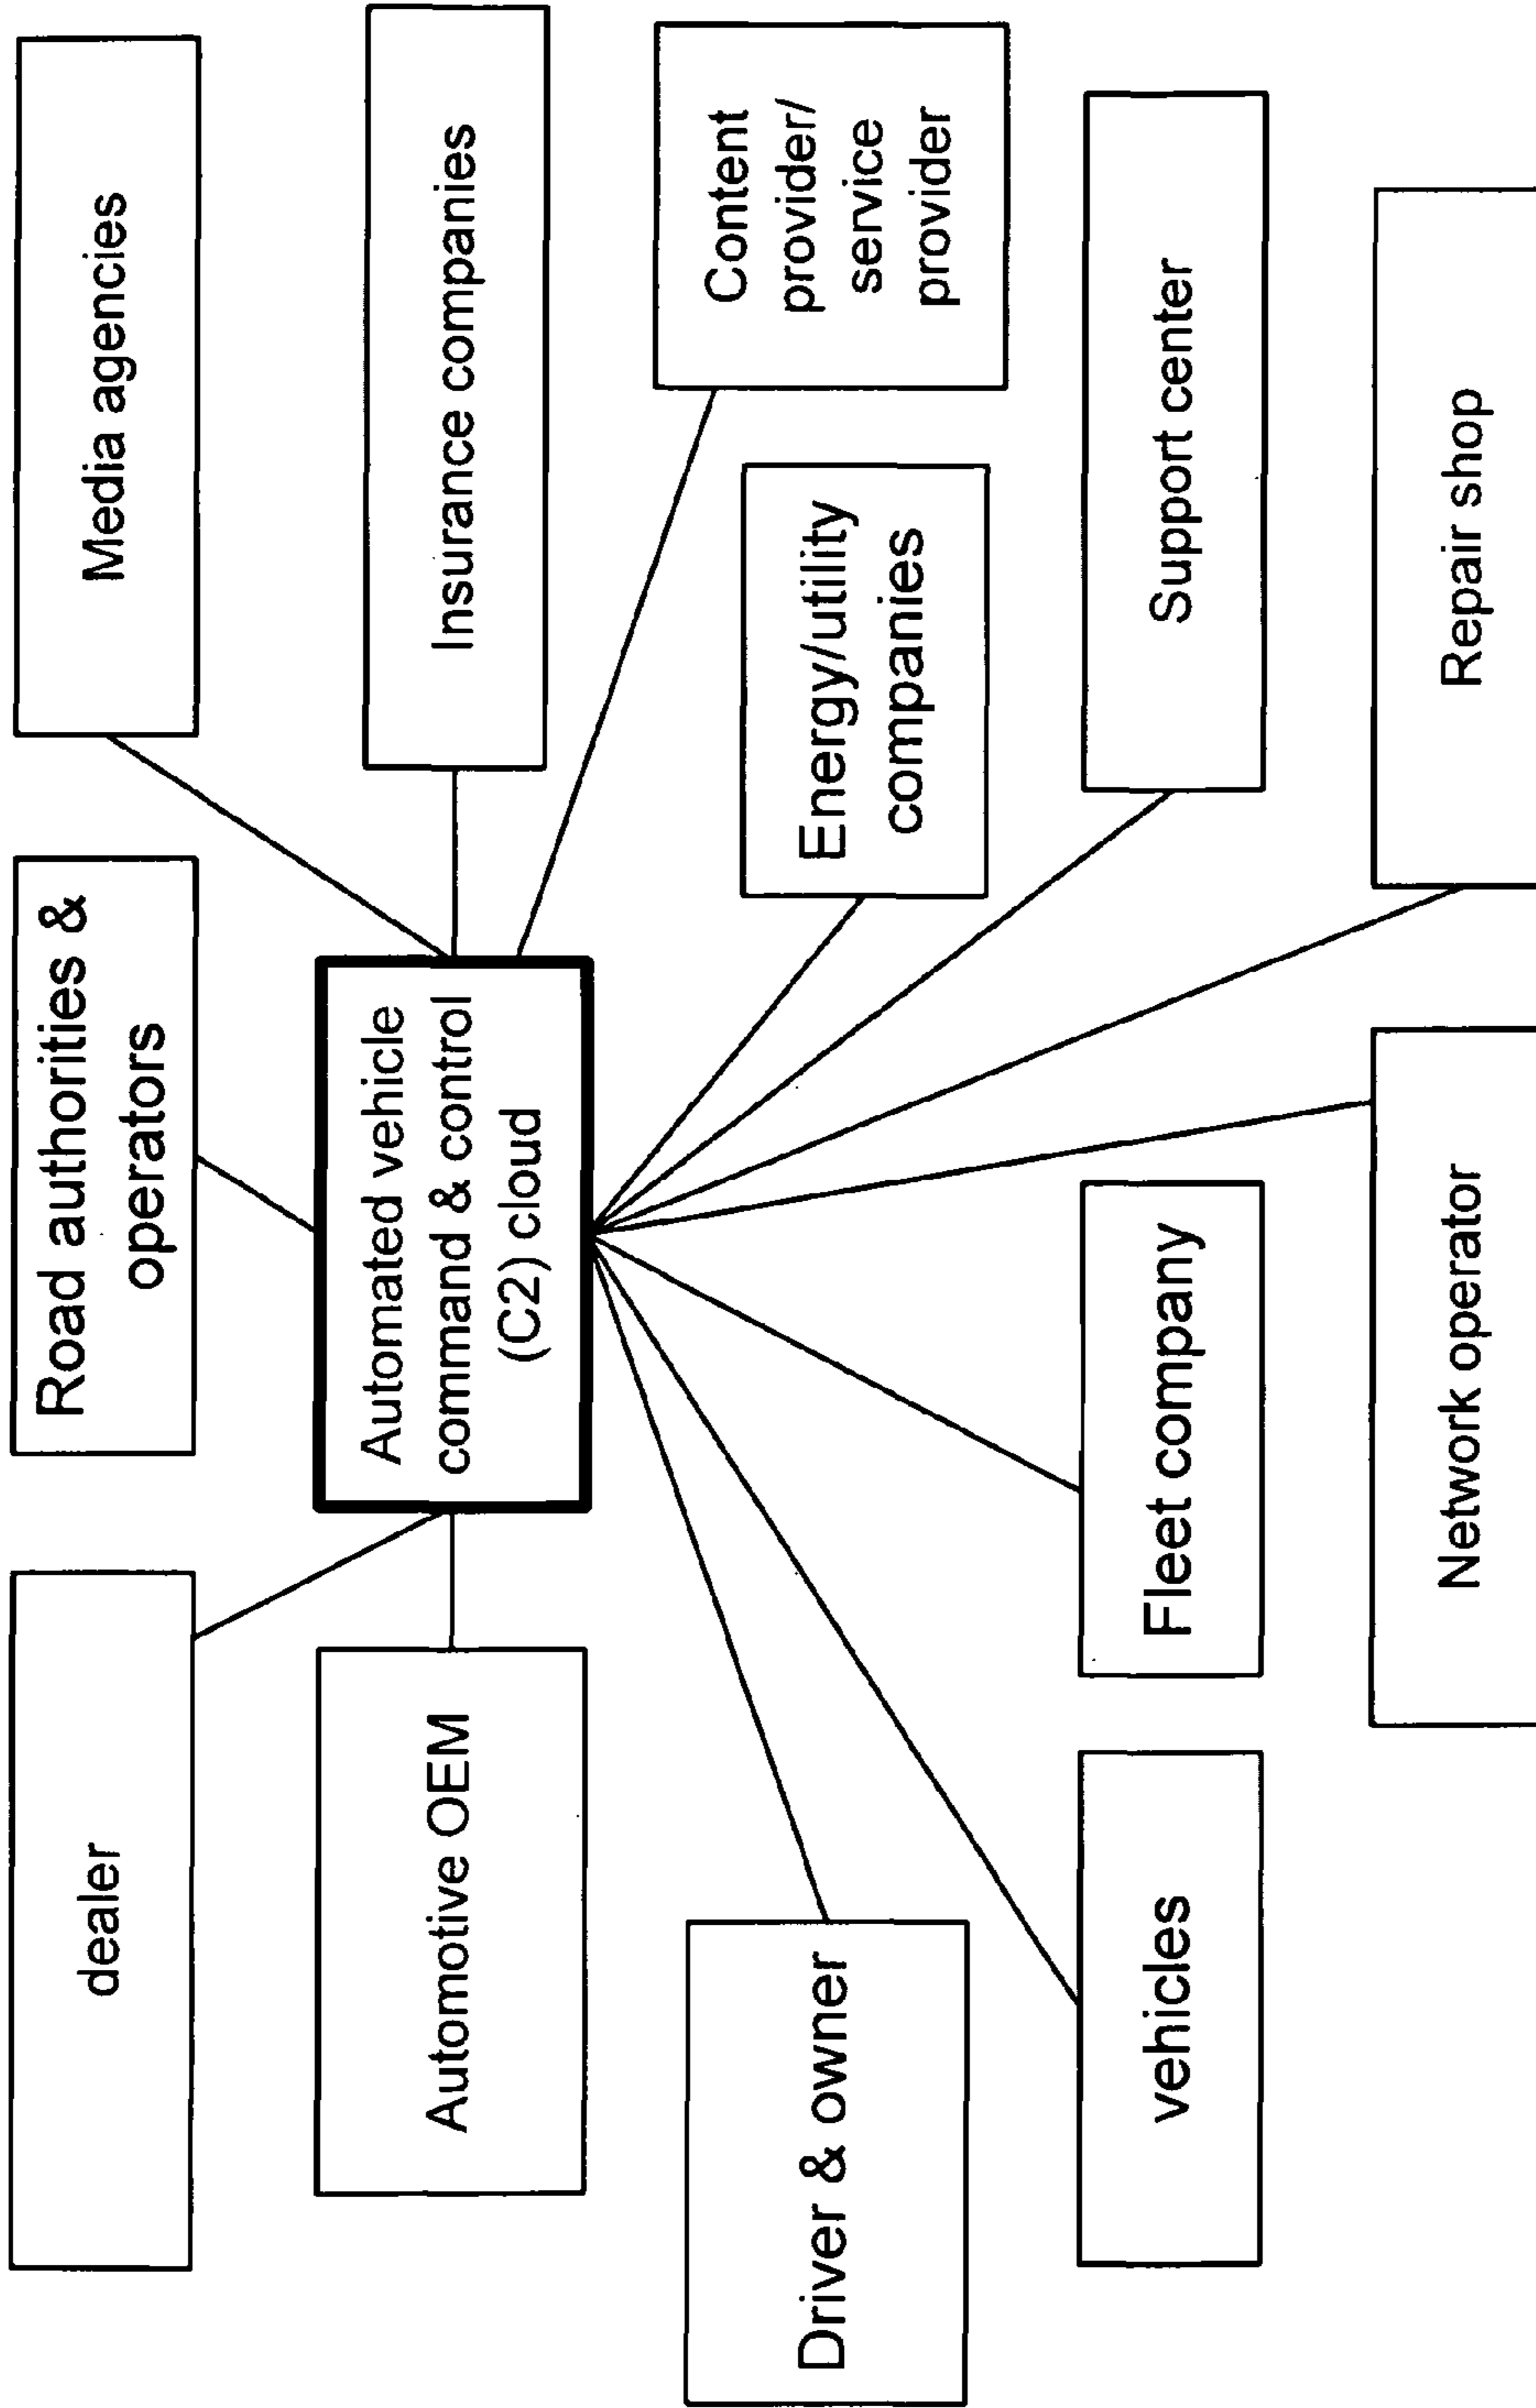 dealer
Road authorities &
operators
Media agencies
Automotive OEM
Automated vehicle
command & control
(C2) cloud
Insurance companies
Content
provider/
service
provider
Driver & owner
Energy/utility
companies
vehicles
Fleet company
Support center
Network operator
Repair shop